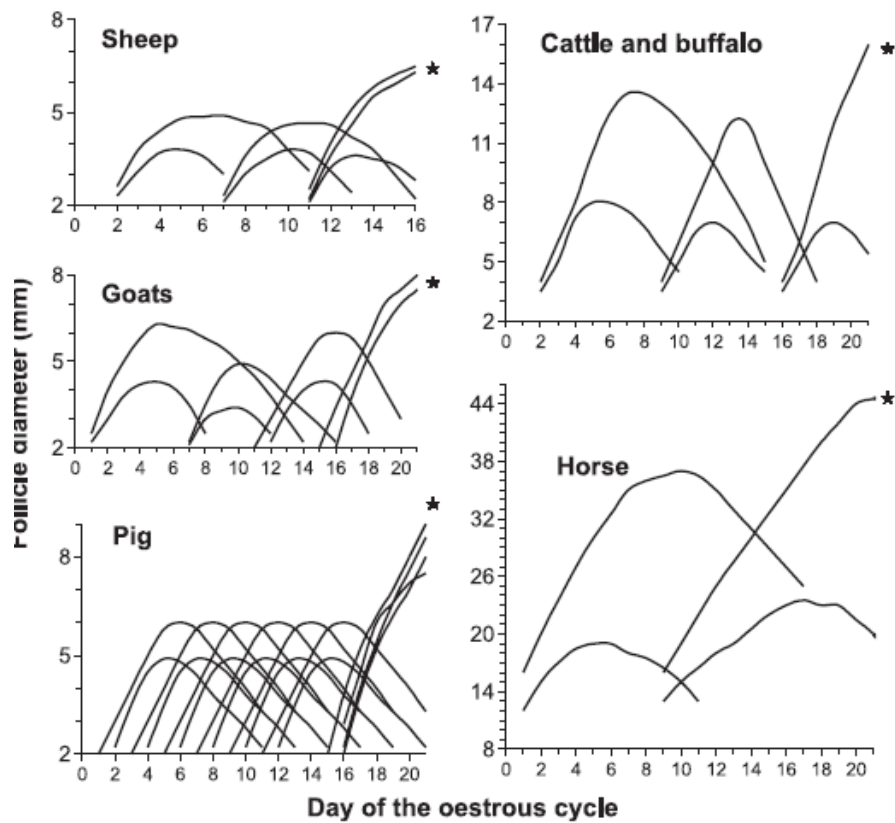 Follicle diameter (mm)
Sheep
8
5
2
0 2 4 6 8 10 12 14 16
★
Cattle and buffalo
17
14
11
8
5
2
0 2 4 6 8 10 12 14 16 18 20
★
Goats
8
5
2
0 2 4 6 8 10 12 14 16 18 20
★
Horse
44
38
32
26
20
14
8
0 2 4 6 8 10 12 14 16 18 20
★
Pig
8
5
2
0 2 4 6 8 10 12 14 16 18 20
★
Day of the oestrous cycle